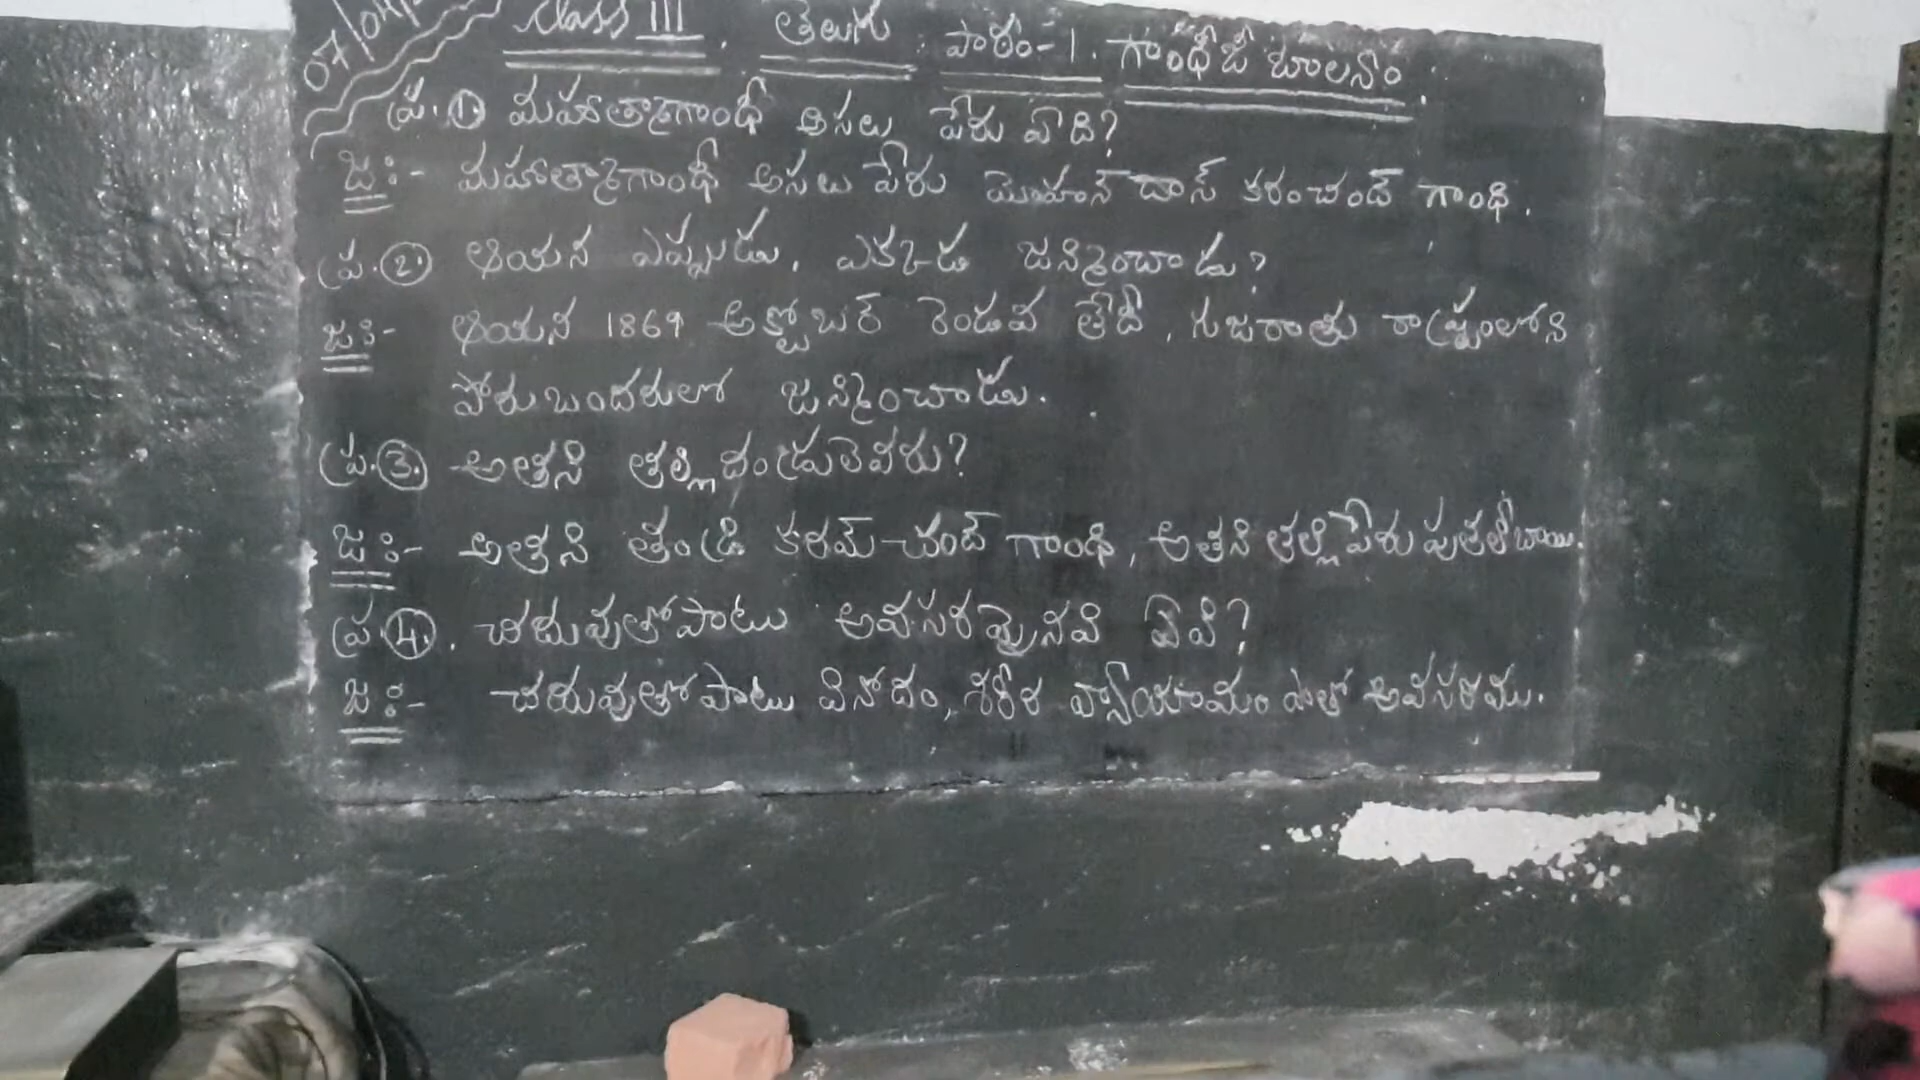 07/04/
Class III. తెలుగు. పాఠం-1. గాంధీజీ బాలనం.
ప్ర.① మహాత్మాగాంధీ అసలు పేరు ఏది?
జ:- మహాత్మాగాంధీ అసలు పేరు మోహన్ దాస్ కరంచంద్ గాంధి.
ప్ర.② ఆయన ఎప్పుడు, ఎక్కడ జన్మించాడు?
జ:- ఆయన 1869 అక్టోబర్ రెండవ తేదీ, గుజరాతు రాష్ట్రంలోని
పోరుబందరులో జన్మించాడు.
ప్ర.③ అతని తల్లిదండ్రులెవరు?
జ:- అతని తండ్రి కరమ్-చంద్ గాంధి, అతని తల్లి పేరు పుతలీబాయి.
ప్ర.④. చదువుతోపాటు అవసరమైనవి ఏవి?
జ:- చదువుతోపాటు వినోదం, శరీర వ్యాయామం ఎంతో అవసరము.